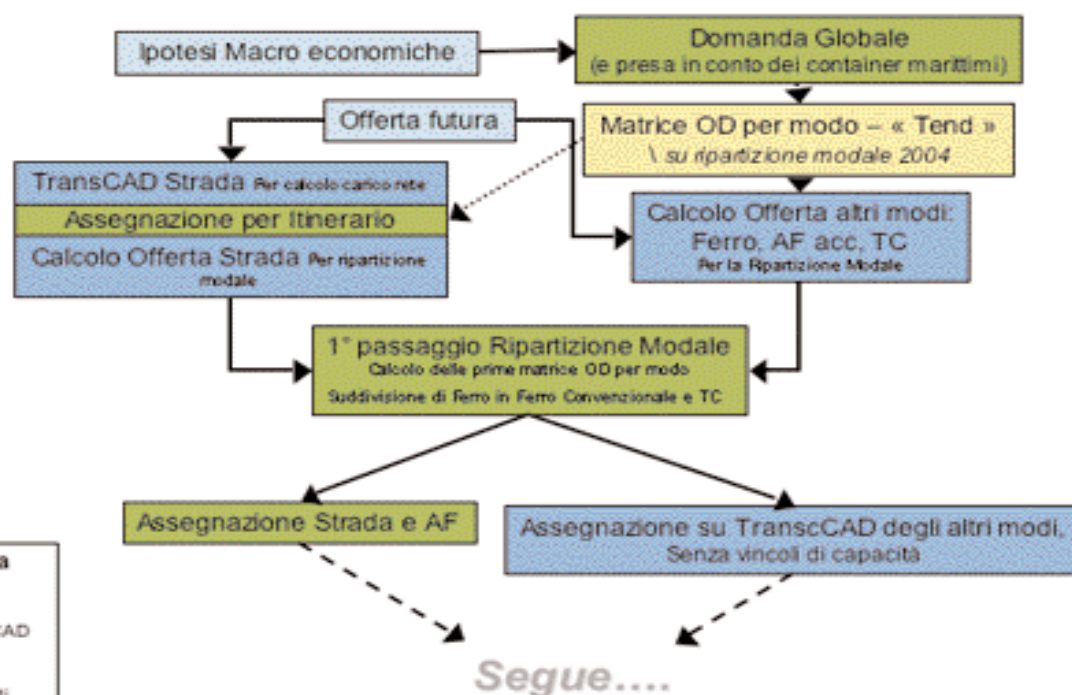 Ipotesi Macro economiche
Domanda Globale
(e presa in conto dei container marittimi)
Offerta futura
Matrice OD per modo – « Tend »
\ su ripartizione modale 2004
TransCAD Strada Per calcolo carico rete
Assegnazione per Itinerario
Calcolo Offerta Strada Per ripartizione
modale
Calcolo Offerta altri modi:
Ferro, AF acc, TC
Per la Ripartizione Modale
1° passaggio Ripartizione Modale
Calcolo delle prime matrice OD per modo
Suddivisione di Ferro in Ferro Convenzionale e TC
Assegnazione Strada e AF
Assegnazione su TranscCAD degli altri modi,
Senza vincoli di capacità
a
CAD
Segue....